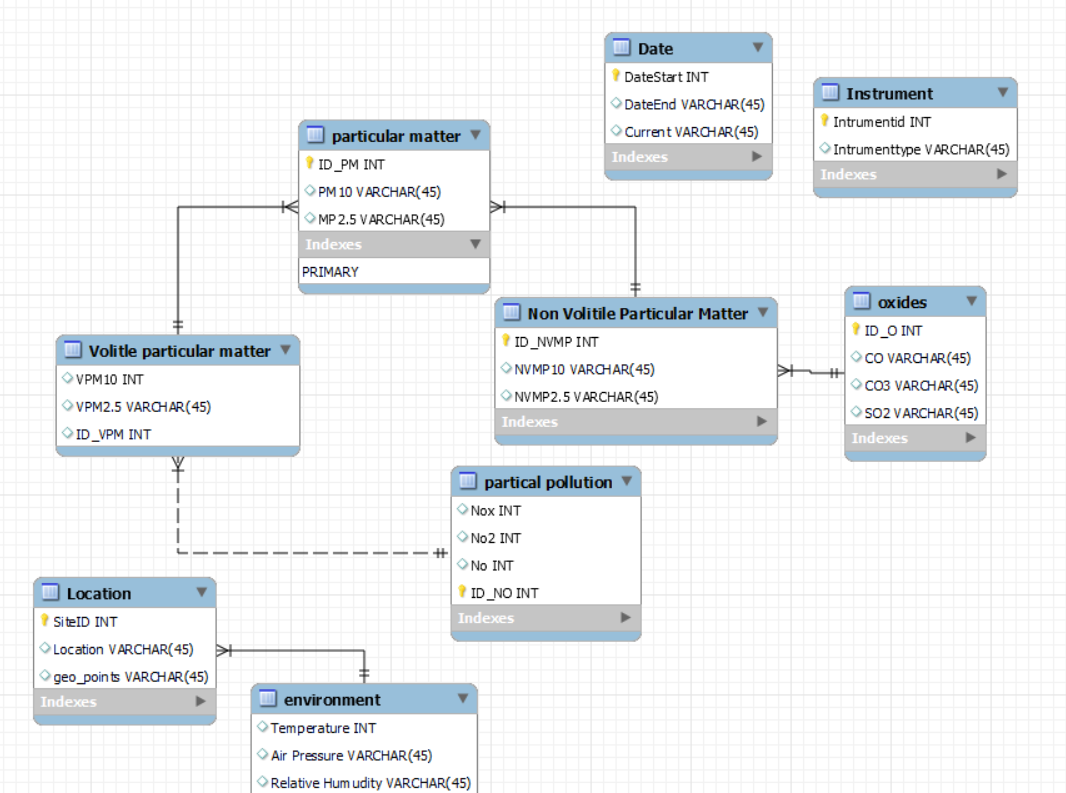 Date
DateStart INT
DateEnd VARCHAR(45)
Current VARCHAR(45)
Indexes
Instrument
Intrumentid INT
Intrumenttype VARCHAR(45)
Indexes
particular matter
ID_PM INT
PM10 VARCHAR(45)
MP2.5 VARCHAR(45)
Indexes
PRIMARY
Non Volitile Particular Matter
ID_NVMP INT
NVMP10 VARCHAR(45)
NVMP2.5 VARCHAR(45)
Indexes
oxides
ID_O INT
CO VARCHAR(45)
CO3 VARCHAR(45)
SO2 VARCHAR(45)
Indexes
Volitle particular matter
VPM10 INT
VPM2.5 VARCHAR(45)
ID_VPM INT
partical pollution
Nox INT
No2 INT
No INT
ID_NO INT
Indexes
Location
SiteID INT
Location VARCHAR(45)
geo_points VARCHAR(45)
Indexes
environment
Temperature INT
Air Pressure VARCHAR(45)
Relative Humudity VARCHAR(45)